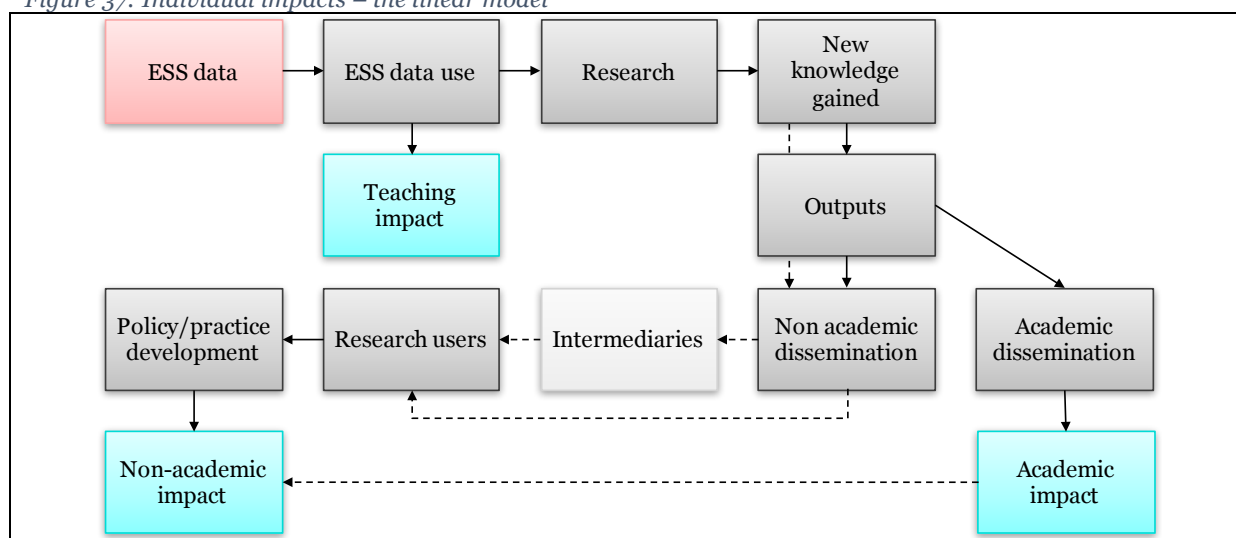 Figure 37: Individual impacts – the linear model
ESS data
ESS data use
Research
New
knowledge
gained
Teaching
impact
Outputs
Policy/practice
development
Research users
Intermediaries
Non academic
dissemination
Academic
dissemination
Non-academic
impact
Academic
impact